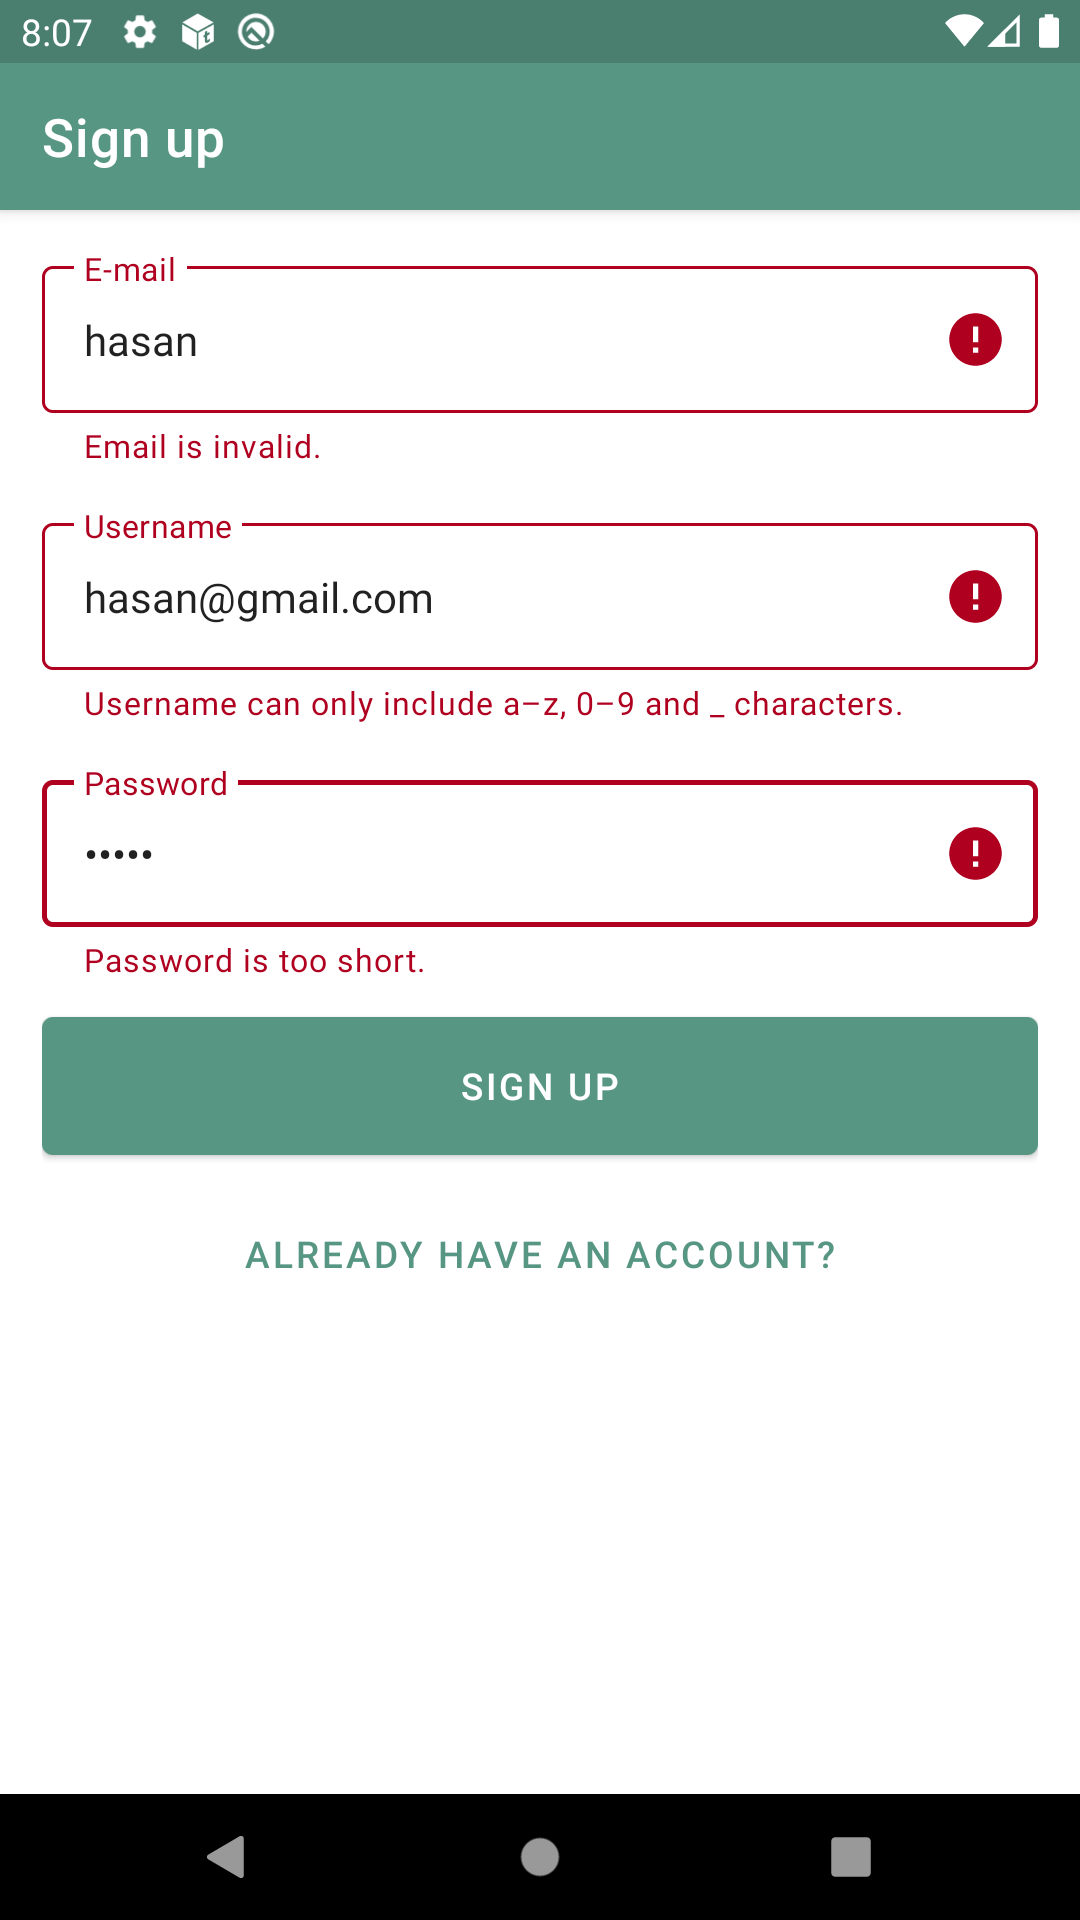 8:07
Sign up
E-mail
hasan
Email is invalid.
Username
hasan@gmail.com
Username can only include a–z, 0–9 and _ characters.
Password
•••••
Password is too short.
SIGN UP
ALREADY HAVE AN ACCOUNT?